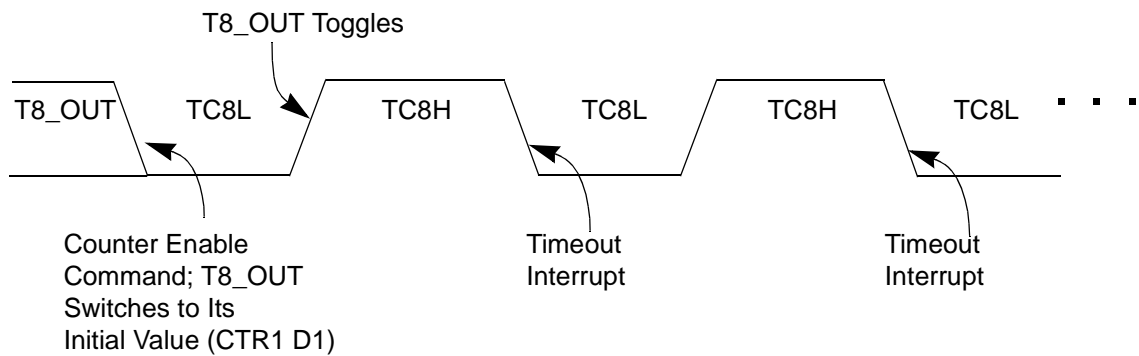 T8_OUT Toggles
T8_OUT TC8L TC8H TC8L TC8H TC8L . . .
Counter Enable
Command; T8_OUT
Switches to Its
Initial Value (CTR1 D1)
Timeout
Interrupt
Timeout
Interrupt